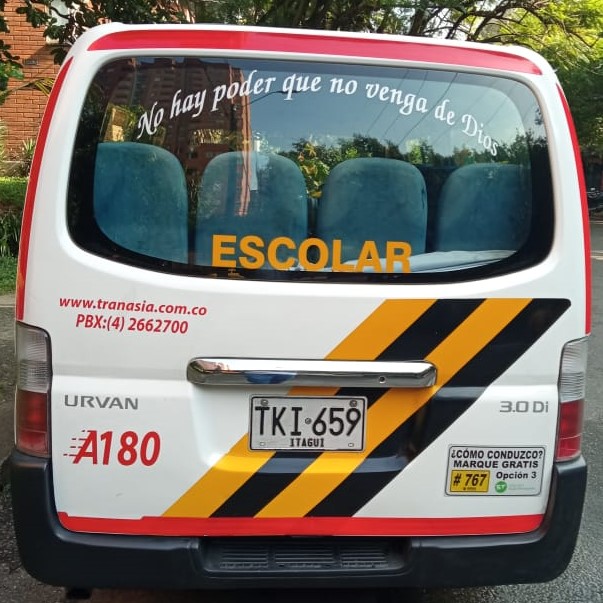 No hay poder que no venga de Dios
ESCOLAR
www.tranasia.com.co
PBX:(4) 2662700
URVAN
3.0 Di
TKI·659
ITAGUI
A180
¿CÓMO CONDUZCO?
MARQUE GRATIS
# 767
Opción 3